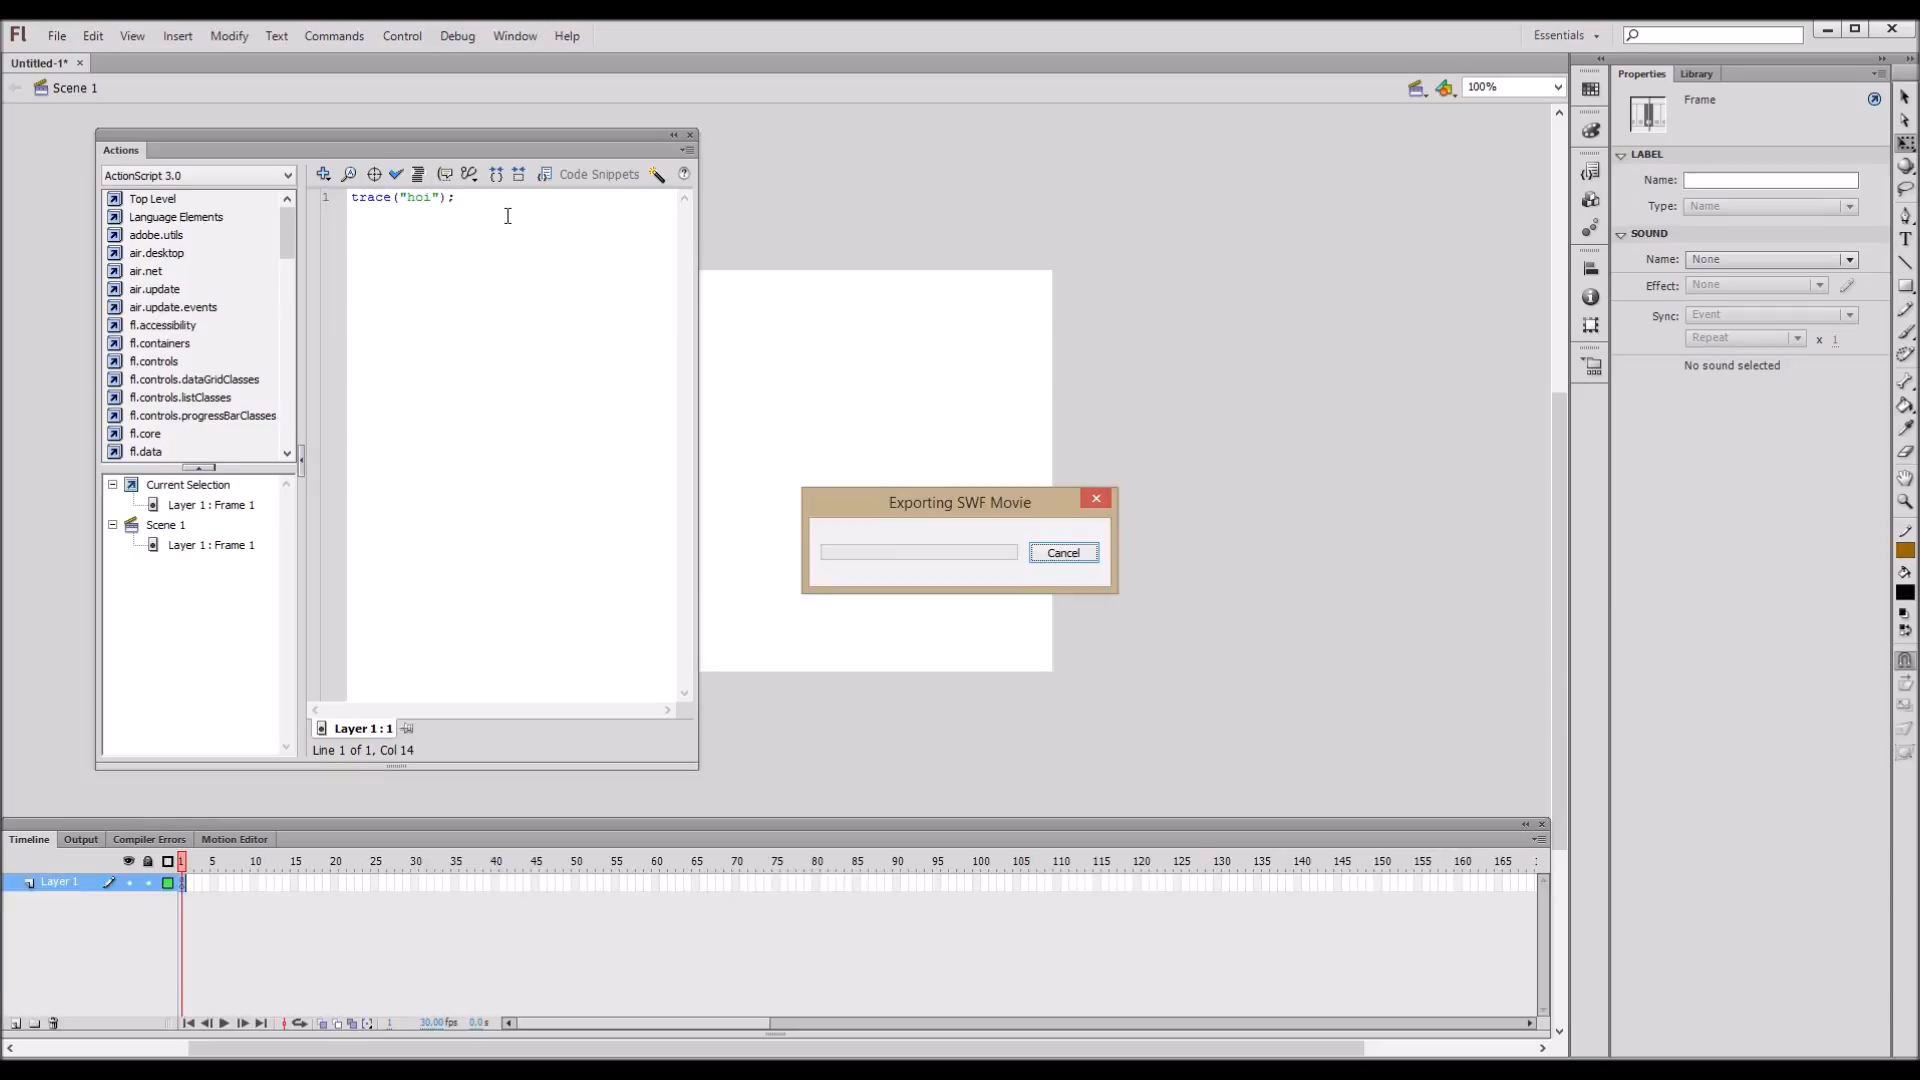 Fl File Edit View Insert Modify Text Commands Control Debug Window Help Essentials
Untitled-1* ×
Scene 1 100%
Actions
ActionScript 3.0
Code Snippets
Top Level
Language Elements
adobe.utils
air.desktop
air.net
air.update
air.update.events
fl.accessibility
fl.containers
fl.controls
fl.controls.dataGridClasses
fl.controls.listClasses
fl.controls.progressBarClasses
fl.core
fl.data
Current Selection
Layer 1 : Frame 1
Scene 1
Layer 1 : Frame 1
1 trace("hoi");
Layer 1 : 1
Line 1 of 1, Col 14
Exporting SWF Movie
Cancel
Properties Library
Frame
LABEL
Name:
Type: Name
SOUND
Name: None
Effect: None
Sync: Event
Repeat x 1
No sound selected
Timeline Output Compiler Errors Motion Editor
1 5 10 15 20 25 30 35 40 45 50 55 60 65 70 75 80 85 90 95 100 105 110 115 120 125 130 135 140 145 150 155 160 165
Layer 1
1 30.00 fps 0.0 s